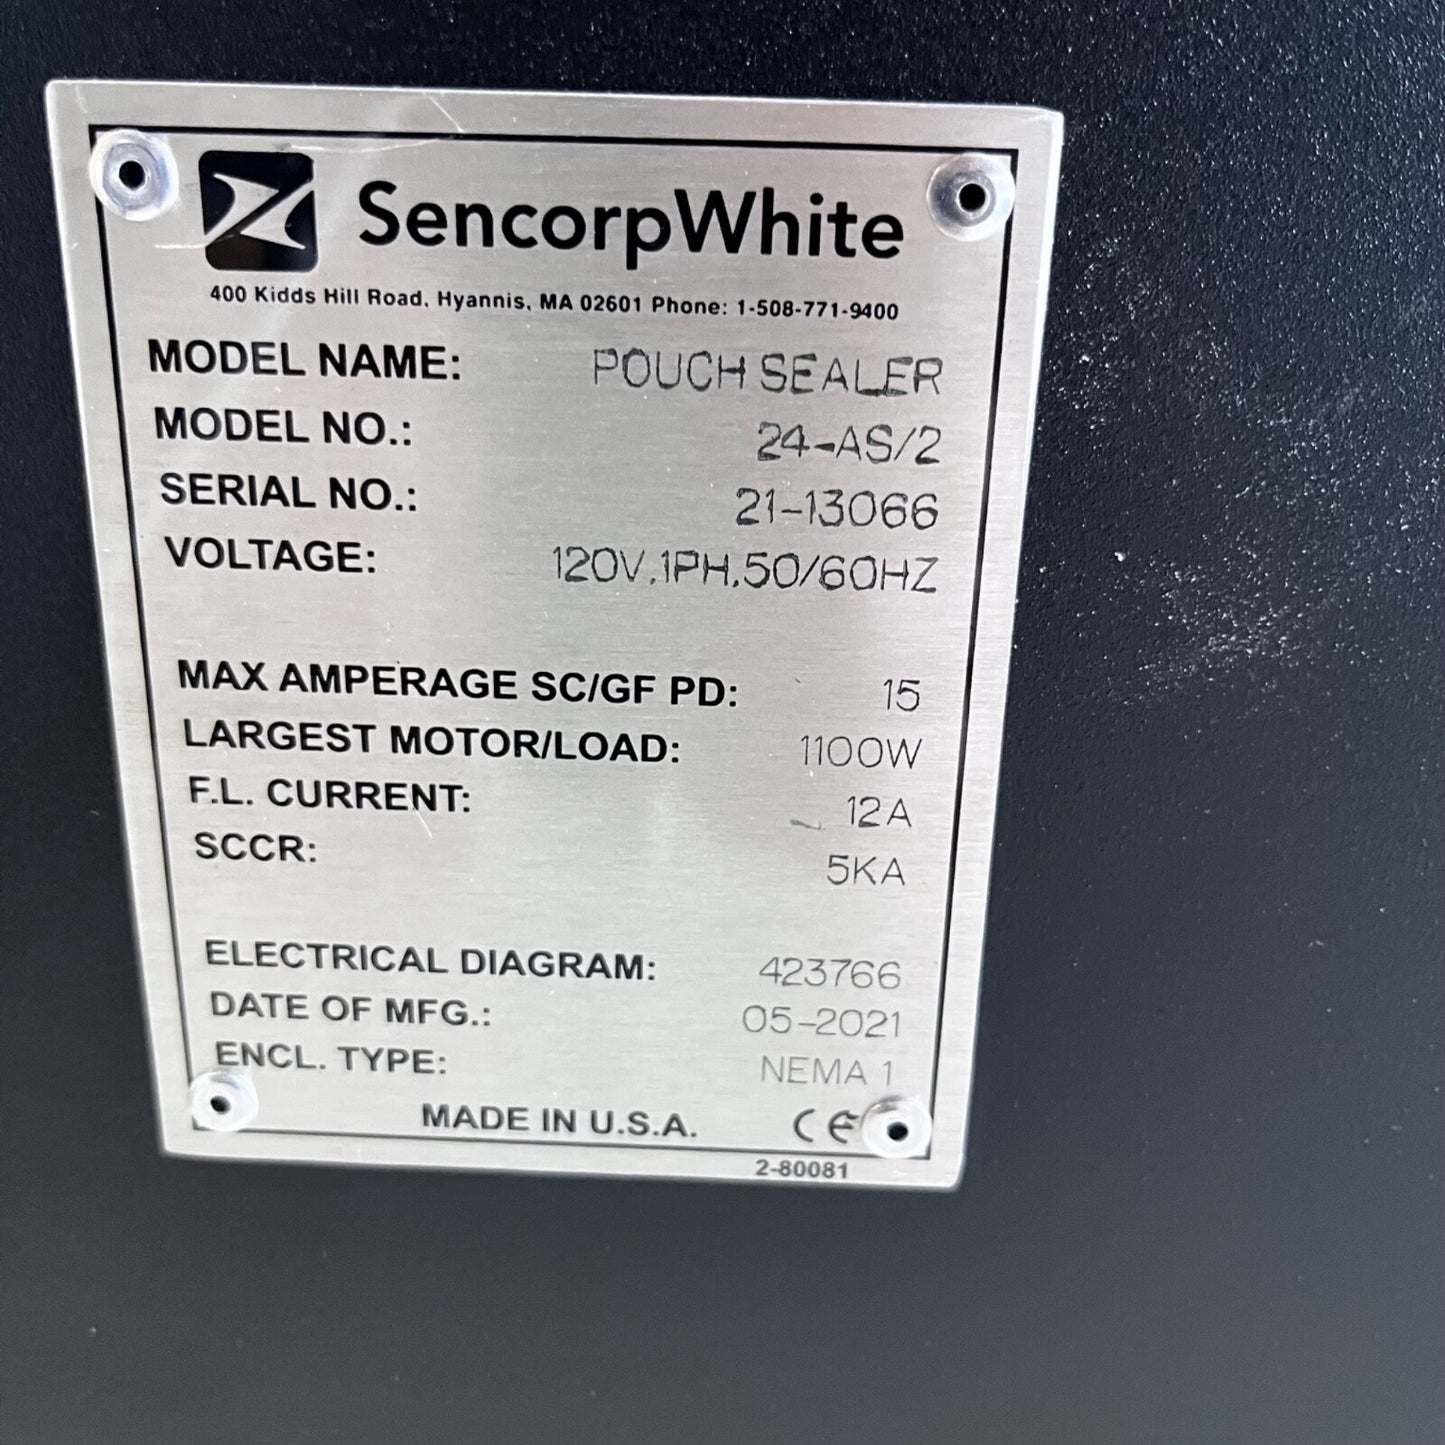 SencorpWhite
400 Kidds Hill Road, Hyannis, MA 02601 Phone: 1-508-771-9400
MODEL NAME: POUCH SEALER
MODEL NO.: 24-AS/2
SERIAL NO.: 21-13066
VOLTAGE: 120V,1PH,50/60HZ
MAX AMPERAGE SC/GF PD: 15
LARGEST MOTOR/LOAD: 1100W
F.L. CURRENT: 12A
SCCR: 5KA
ELECTRICAL DIAGRAM: 423766
DATE OF MFG.: 05-2021
ENCL. TYPE: NEMA 1
MADE IN U.S.A. CE
2-80081